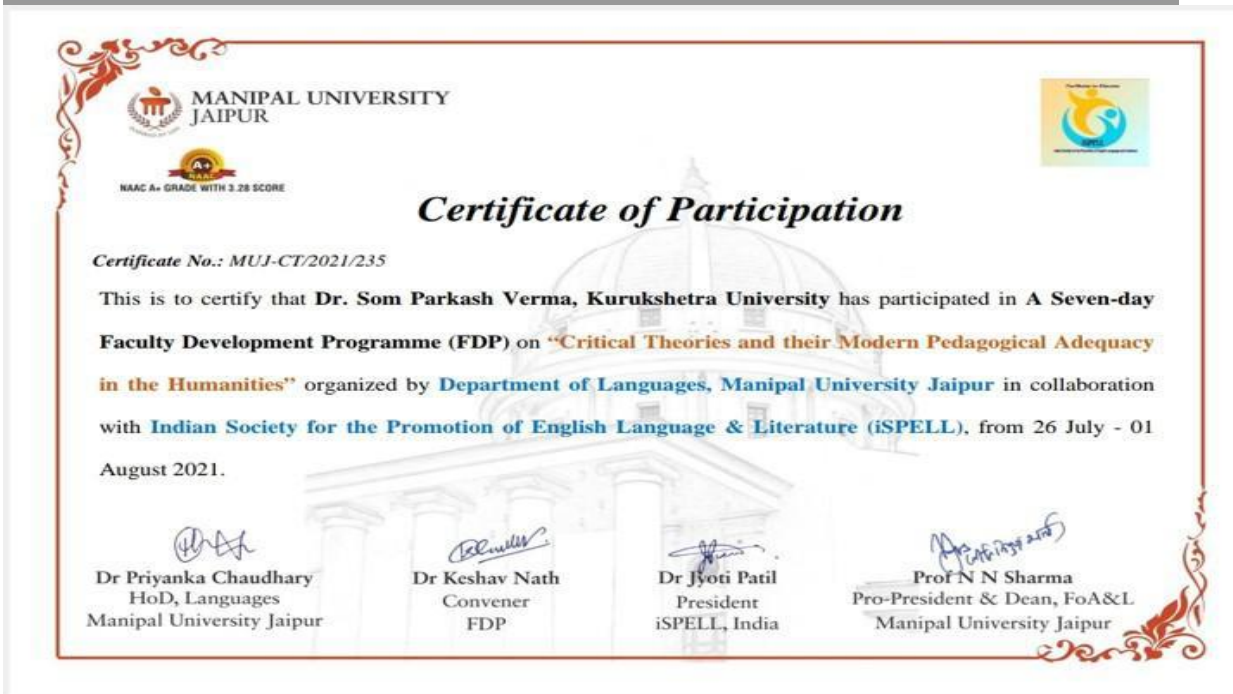 MANIPAL UNIVERSITY
JAIPUR
A+
NAAC
NAAC A+ GRADE WITH 3.28 SCORE
iSPELL
Certificate of Participation
Certificate No.: MUJ-CT/2021/235
This is to certify that Dr. Som Parkash Verma, Kurukshetra University has participated in A Seven-day
Faculty Development Programme (FDP) on “Critical Theories and their Modern Pedagogical Adequacy
in the Humanities” organized by Department of Languages, Manipal University Jaipur in collaboration
with Indian Society for the Promotion of English Language & Literature (iSPELL), from 26 July - 01
August 2021.
Dr Priyanka Chaudhary
HoD, Languages
Manipal University Jaipur
Dr Keshav Nath
Convener
FDP
Dr Jyoti Patil
President
iSPELL, India
Prof N N Sharma
Pro-President & Dean, FoA&L
Manipal University Jaipur